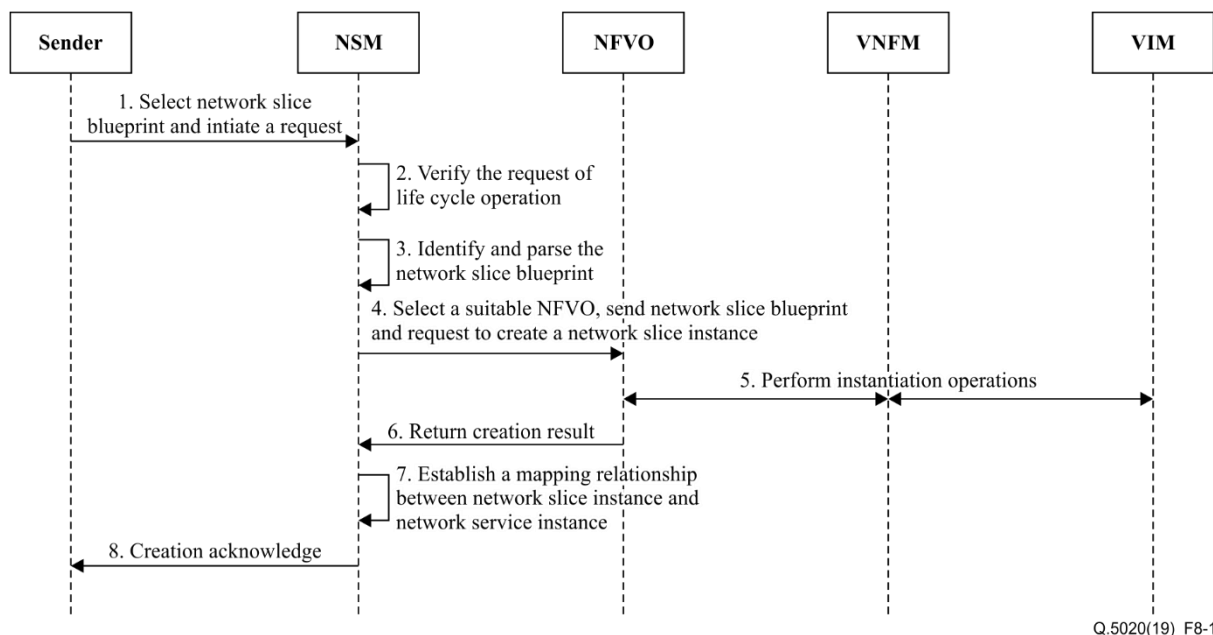 Sender
NSM
NFVO
VNFM
VIM
1. Select network slice
blueprint and intiate a request
2. Verify the request of
life cycle operation
3. Identify and parse the
network slice blueprint
4. Select a suitable NFVO, send network slice blueprint
and request to create a network slice instance
5. Perform instantiation operations
6. Return creation result
7. Establish a mapping relationship
between network slice instance and
network service instance
8. Creation acknowledge
Q.5020(19)_F8-1